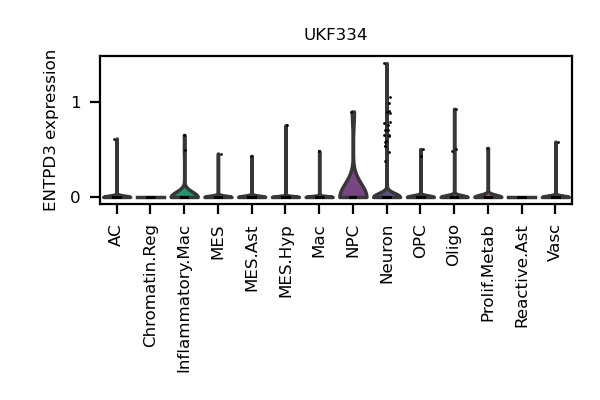 UKF334
ENTPD3 expression
1
0
AC
Chromatin.Reg
Inflammatory.Mac
MES
MES.Ast
MES.Hyp
Mac
NPC
Neuron
OPC
Oligo
Prolif.Metab
Reactive.Ast
Vasc